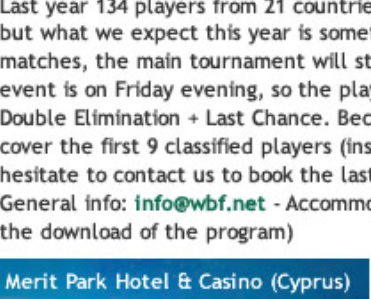 Last year 134 players from 21 countrie
but what we expect this year is some
matches, the main tournament will st
event is on Friday evening, so the pla
Double Elimination + Last Chance. Bec
cover the first 9 classified players (ins
hesitate to contact us to book the last
General info: info@wbf.net - Accommo
the download of the program)
Merit Park Hotel & Casino (Cyprus)